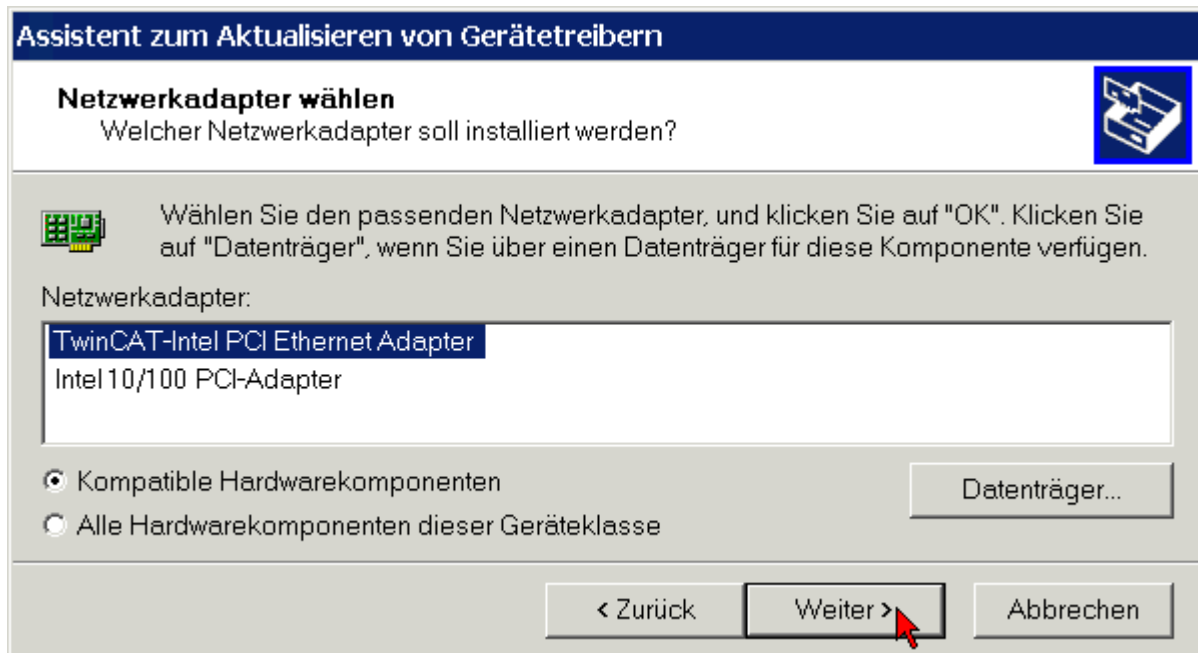 Assistent zum Aktualisieren von Gerätetreibern
Netzwerkadapter wählen
Welcher Netzwerkadapter soll installiert werden?
Wählen Sie den passenden Netzwerkadapter, und klicken Sie auf "OK". Klicken Sie
auf "Datenträger", wenn Sie über einen Datenträger für diese Komponente verfügen.
Netzwerkadapter:
TwinCAT-Intel PCI Ethernet Adapter
Intel 10/100 PCI-Adapter
Kompatible Hardwarekomponenten
Datenträger...
Alle Hardwarekomponenten dieser Geräteklasse
< Zurück
Weiter >
Abbrechen